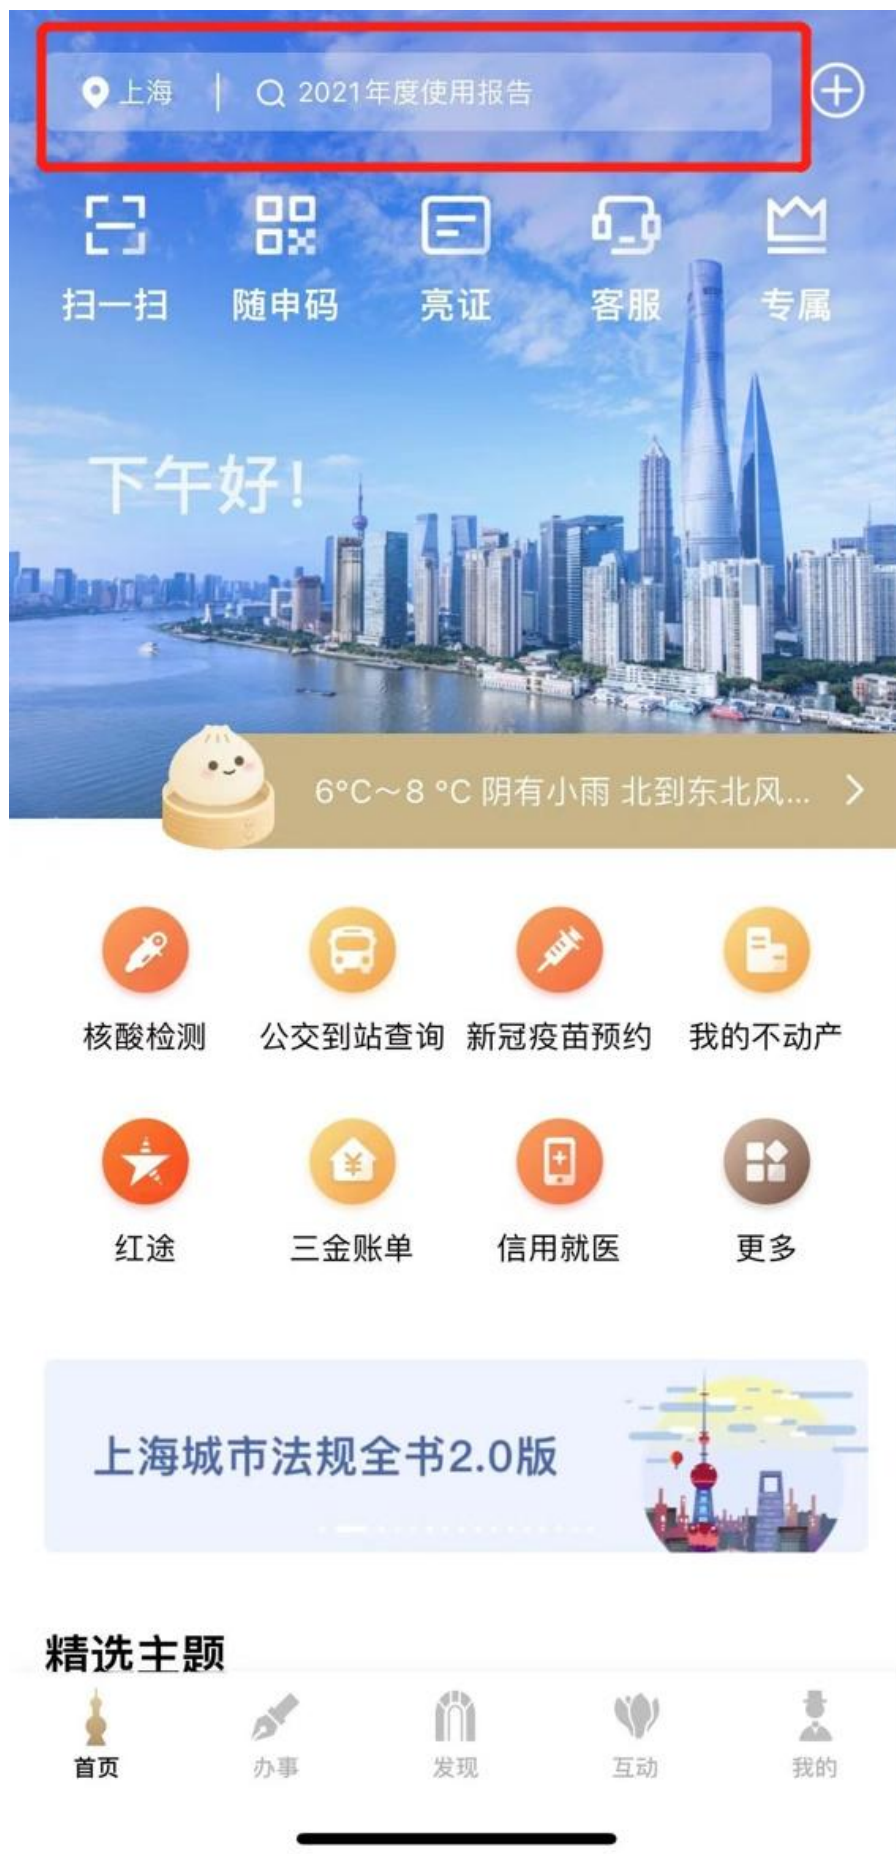 上海 2021年度使用报告
扫一扫 随申码 亮证 客服 专属
下午好!
6°C～8 °C 阴有小雨 北到东北风...
核酸检测 公交到站查询 新冠疫苗预约 我的不动产
红途 三金账单 信用就医 更多
上海城市法规全书2.0版
精选主题
首页 办事 发现 互动 我的